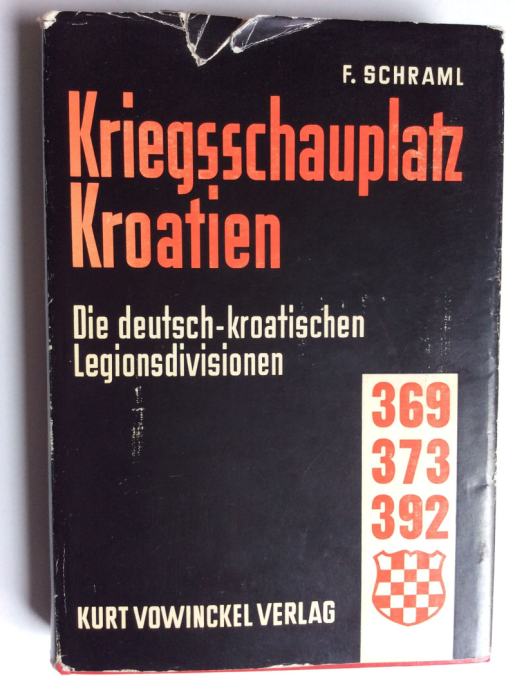 F. SCHRAML
Kriegsschauplatz
Kroatien
Die deutsch-kroatischen
Legionsdivisionen
369
373
392
KURT VOWINCKEL VERLAG